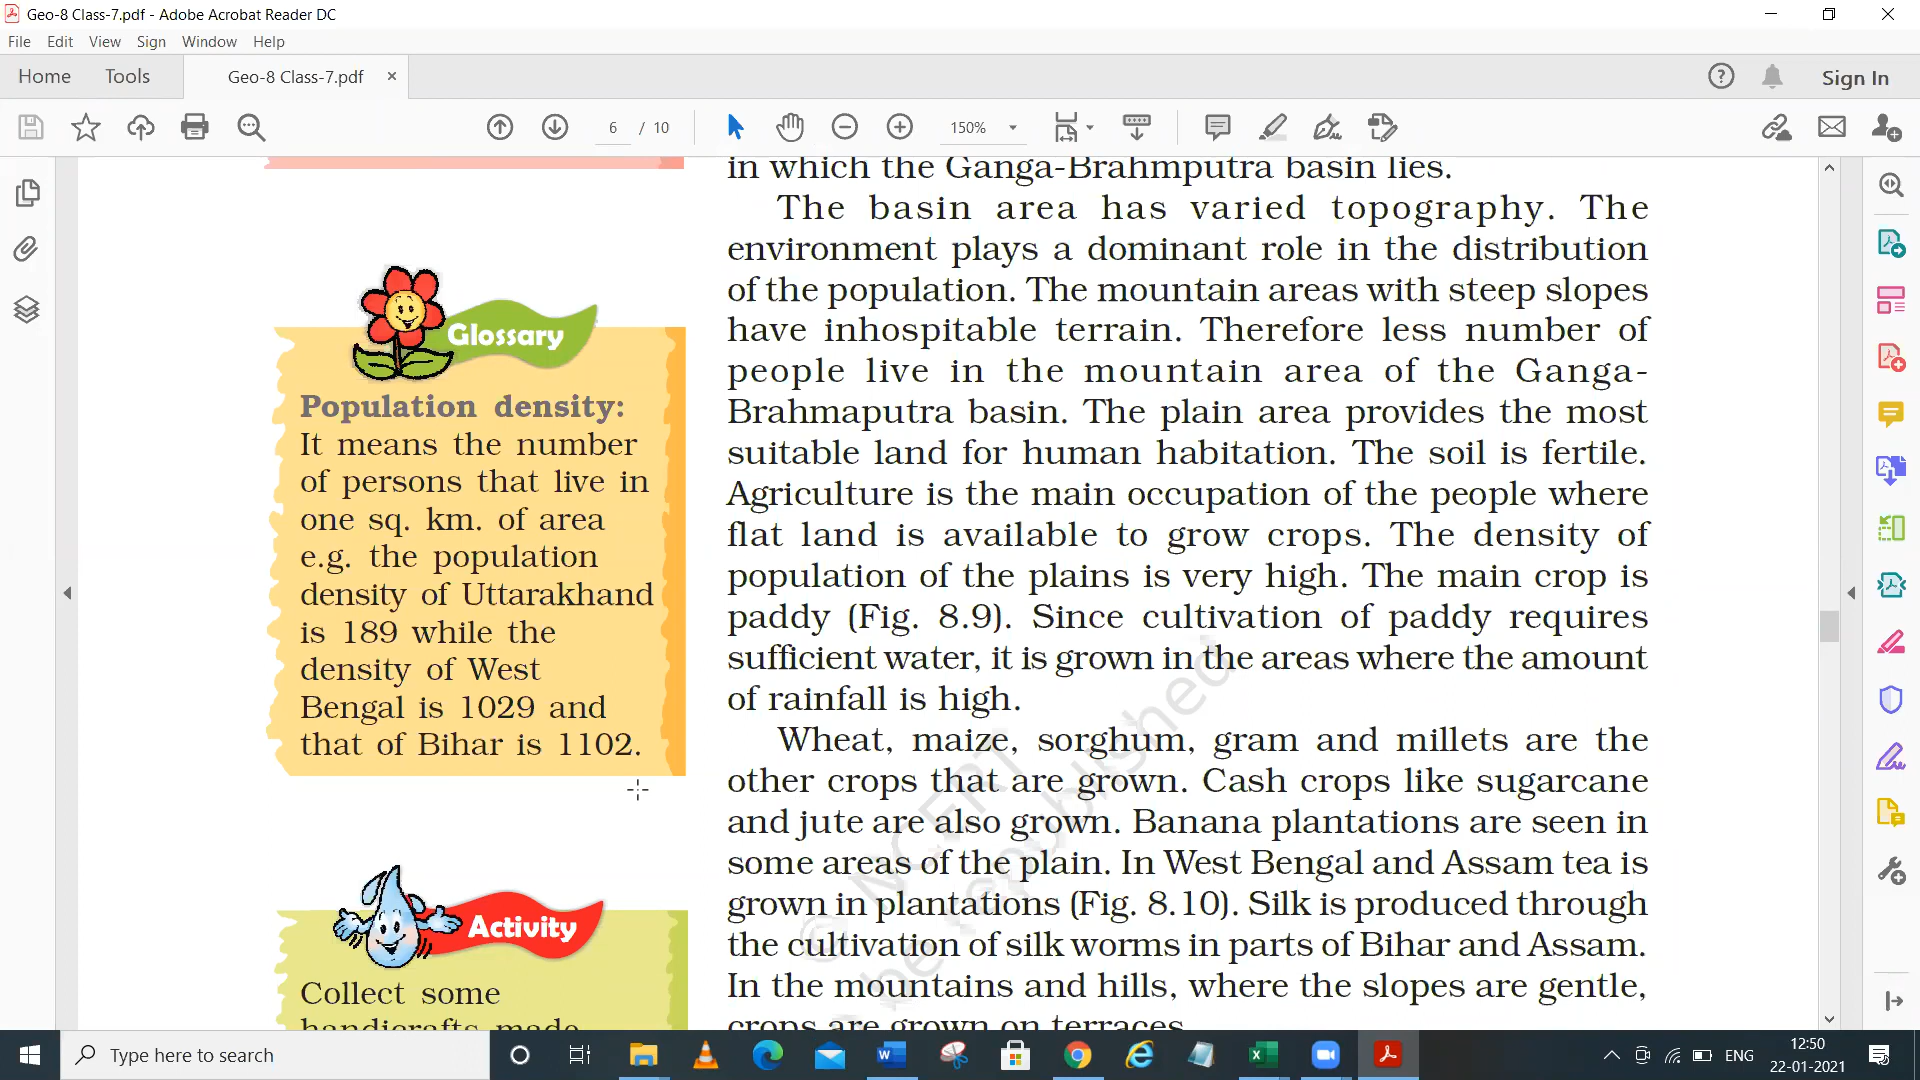 Geo-8 Class-7.pdf - Adobe Acrobat Reader DC
File Edit View Sign Window Help
Home Tools Geo-8 Class-7.pdf × Sign In
6 / 10 150%
in which the Ganga-Brahmputra basin lies.
The basin area has varied topography. The
environment plays a dominant role in the distribution
of the population. The mountain areas with steep slopes
have inhospitable terrain. Therefore less number of
people live in the mountain area of the Ganga-
Brahmaputra basin. The plain area provides the most
suitable land for human habitation. The soil is fertile.
Agriculture is the main occupation of the people where
flat land is available to grow crops. The density of
population of the plains is very high. The main crop is
paddy (Fig. 8.9). Since cultivation of paddy requires
sufficient water, it is grown in the areas where the amount
of rainfall is high.
Wheat, maize, sorghum, gram and millets are the
other crops that are grown. Cash crops like sugarcane
and jute are also grown. Banana plantations are seen in
some areas of the plain. In West Bengal and Assam tea is
grown in plantations (Fig. 8.10). Silk is produced through
the cultivation of silk worms in parts of Bihar and Assam.
In the mountains and hills, where the slopes are gentle,
crops are grown on terraces.
Glossary
Population density:
It means the number
of persons that live in
one sq. km. of area
e.g. the population
density of Uttarakhand
is 189 while the
density of West
Bengal is 1029 and
that of Bihar is 1102.
Activity
Collect some
handicrafts made
© NCERT
be republished
Type here to search
ENG
12:50
22-01-2021